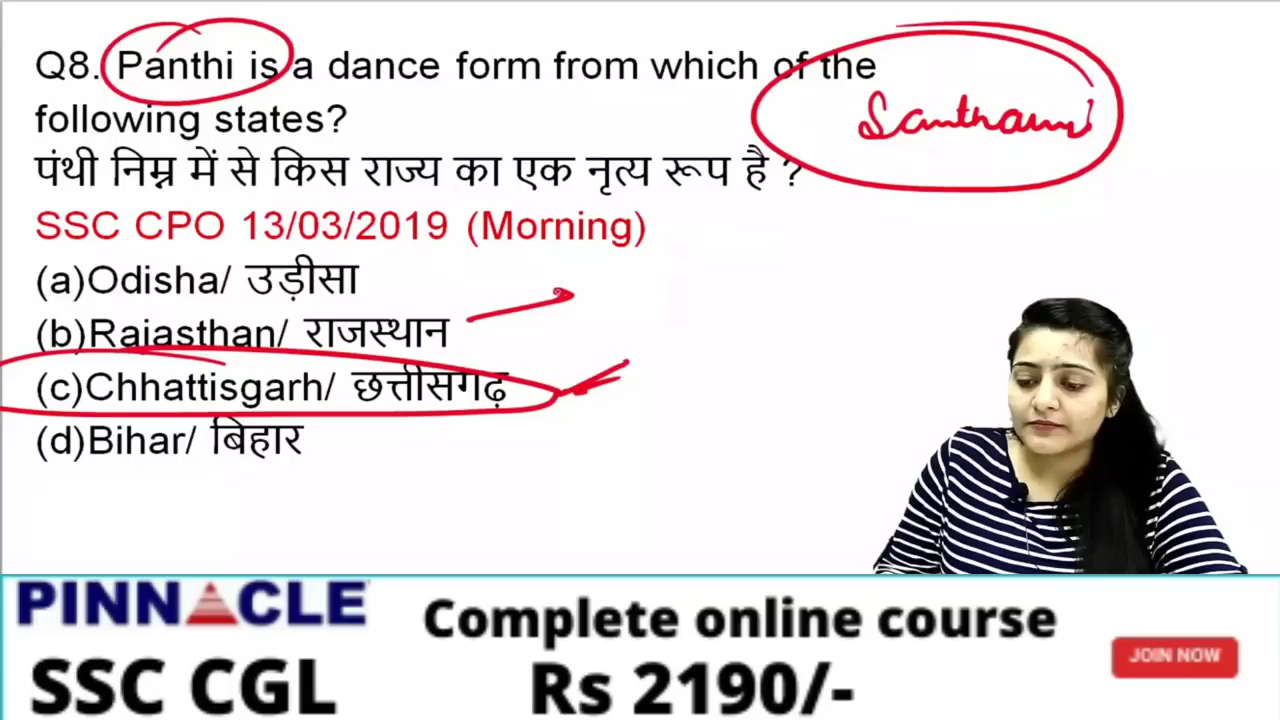 Q8. Panthi is a dance form from which of the
following states?
पंथी निम्न में से किस राज्य का एक नृत्य रूप है ?
SSC CPO 13/03/2019 (Morning)
(a)Odisha/ उड़ीसा
(b)Rajasthan/ राजस्थान
(c)Chhattisgarh/ छत्तीसगढ़
(d)Bihar/ बिहार
PINNACLE
SSC CGL
Complete online course
Rs 2190/-
JOIN NOW